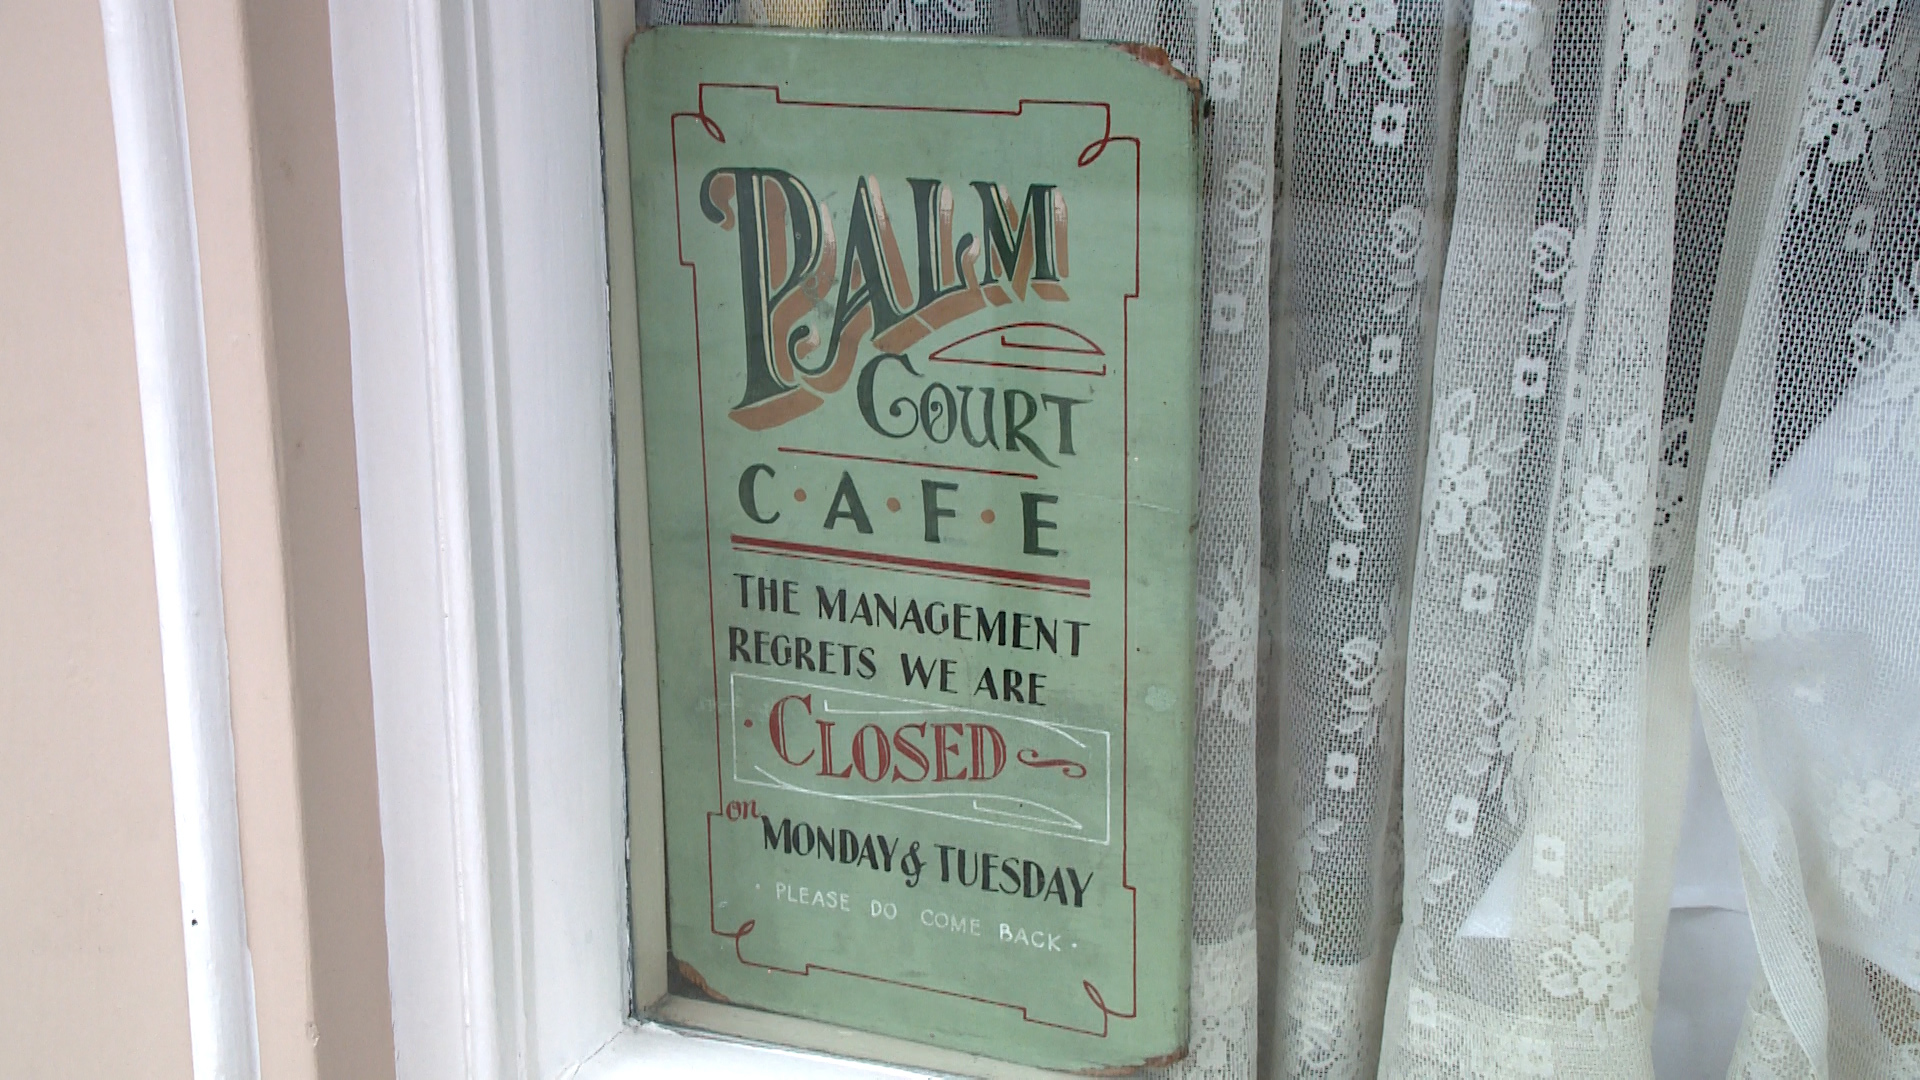 PALM
COURT
C·A·F·E
THE MANAGEMENT
REGRETS WE ARE
·CLOSED
on
MONDAY & TUESDAY
· PLEASE DO COME BACK ·